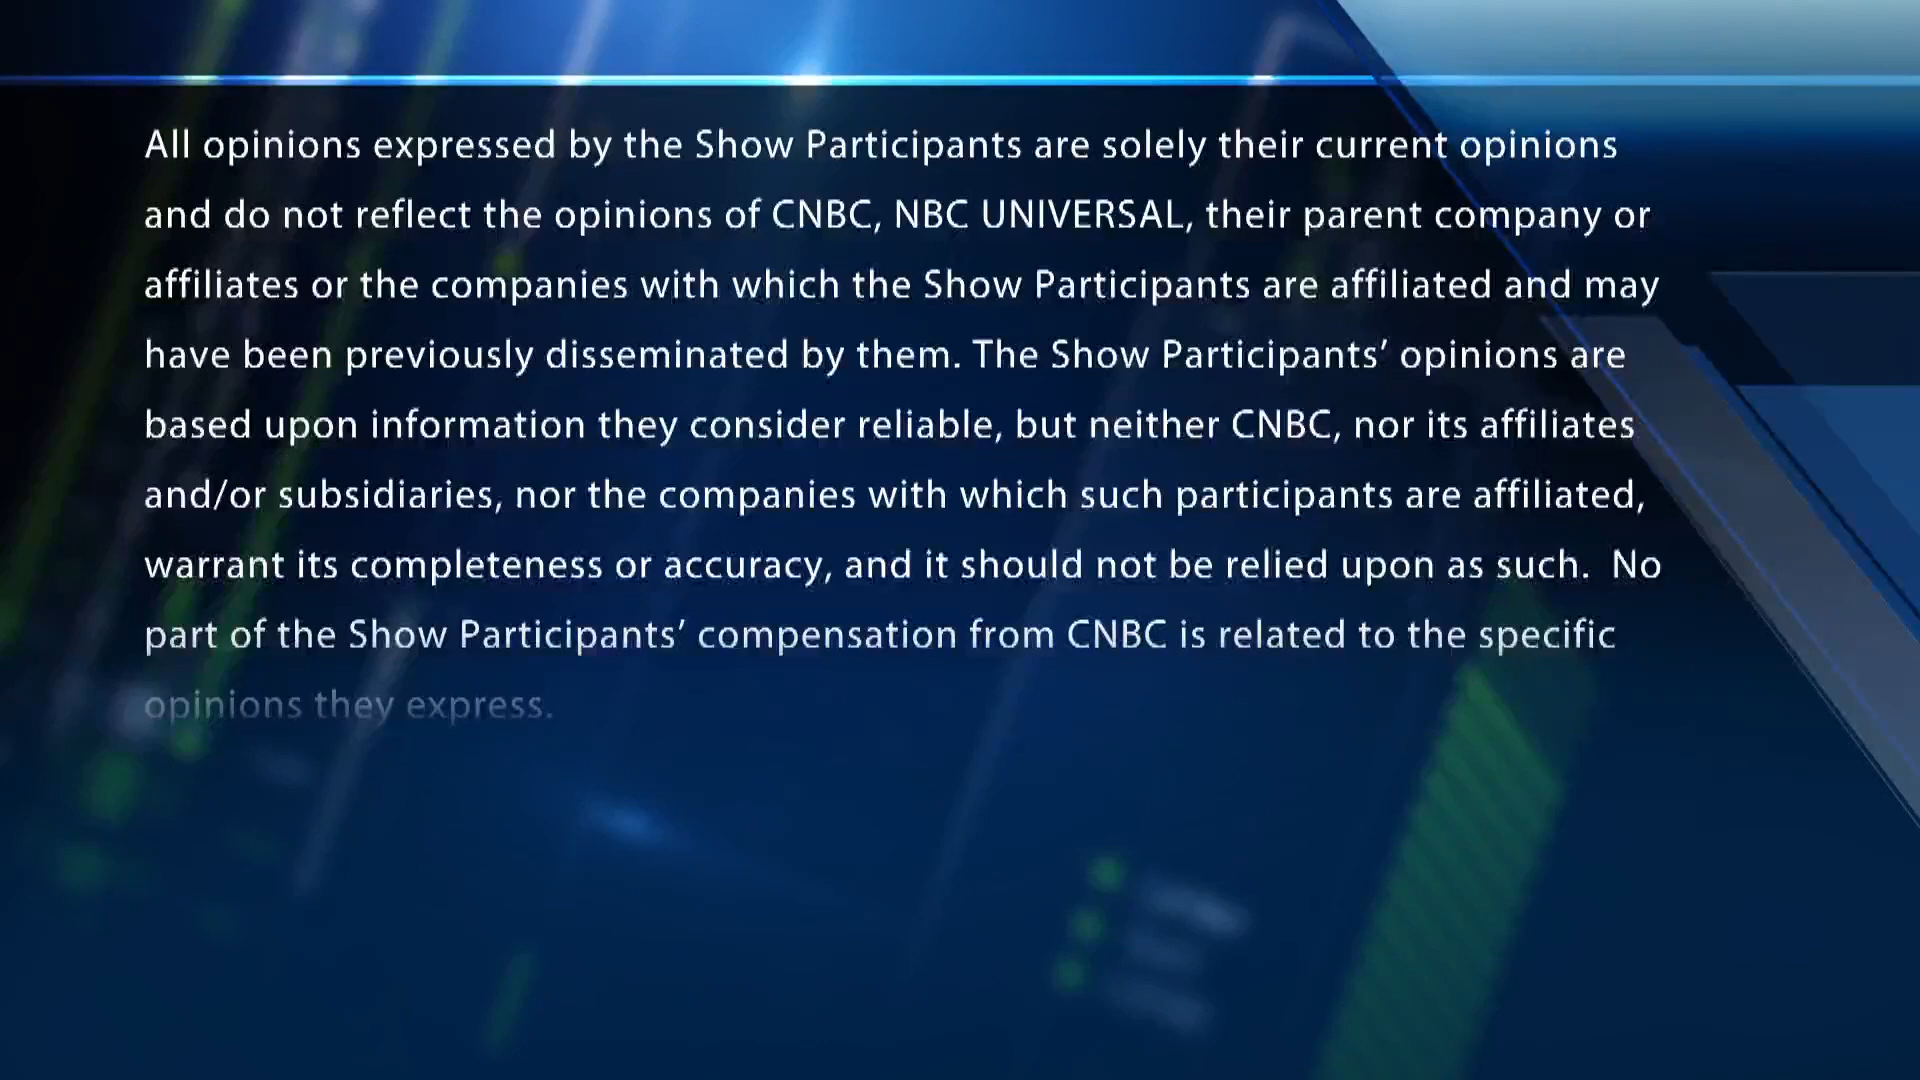 All opinions expressed by the Show Participants are solely their current opinions
and do not reflect the opinions of CNBC, NBC UNIVERSAL, their parent company or
affiliates or the companies with which the Show Participants are affiliated and may
have been previously disseminated by them. The Show Participants’ opinions are
based upon information they consider reliable, but neither CNBC, nor its affiliates
and/or subsidiaries, nor the companies with which such participants are affiliated,
warrant its completeness or accuracy, and it should not be relied upon as such.  No
part of the Show Participants’ compensation from CNBC is related to the specific
opinions they express.